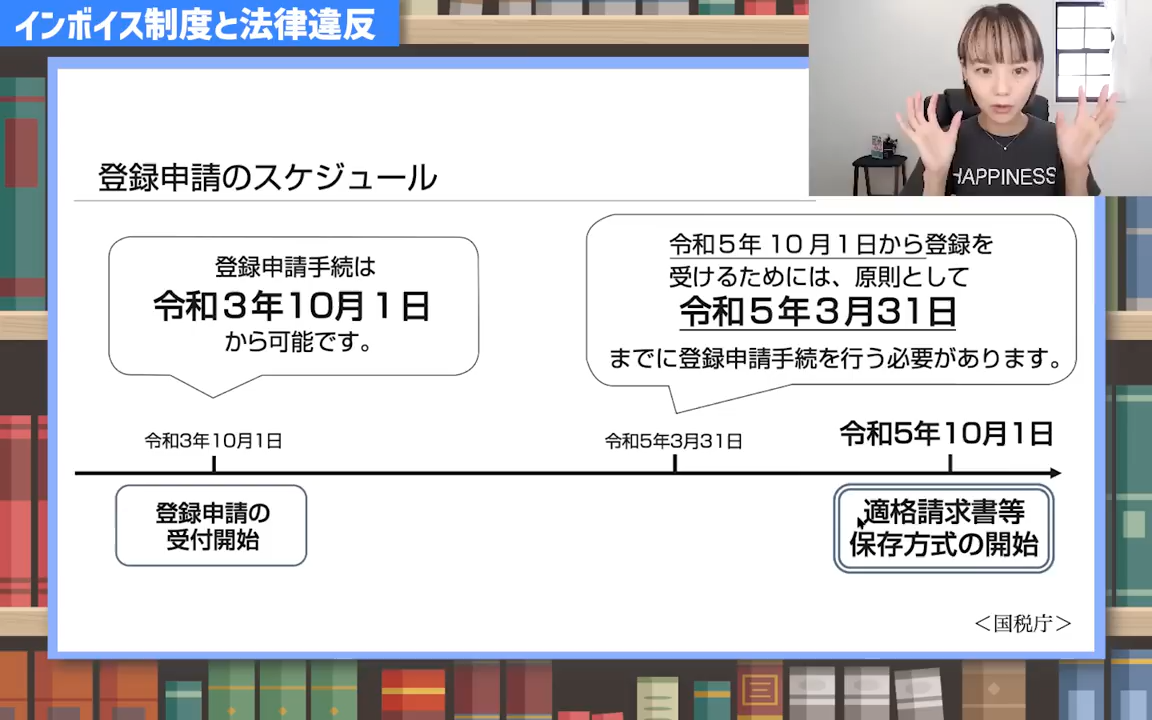 インボイス制度と法律違反
HAPPINESS
登録申請のスケジュール
登録申請手続は
令和３年10月１日
から可能です。
令和５年 10 月１日から登録を
受けるためには、原則として
令和５年３月31日
までに登録申請手続を行う必要があります。
令和3年10月1日
令和5年3月31日
令和5年10月1日
登録申請の
受付開始
適格請求書等
保存方式の開始
＜国税庁＞